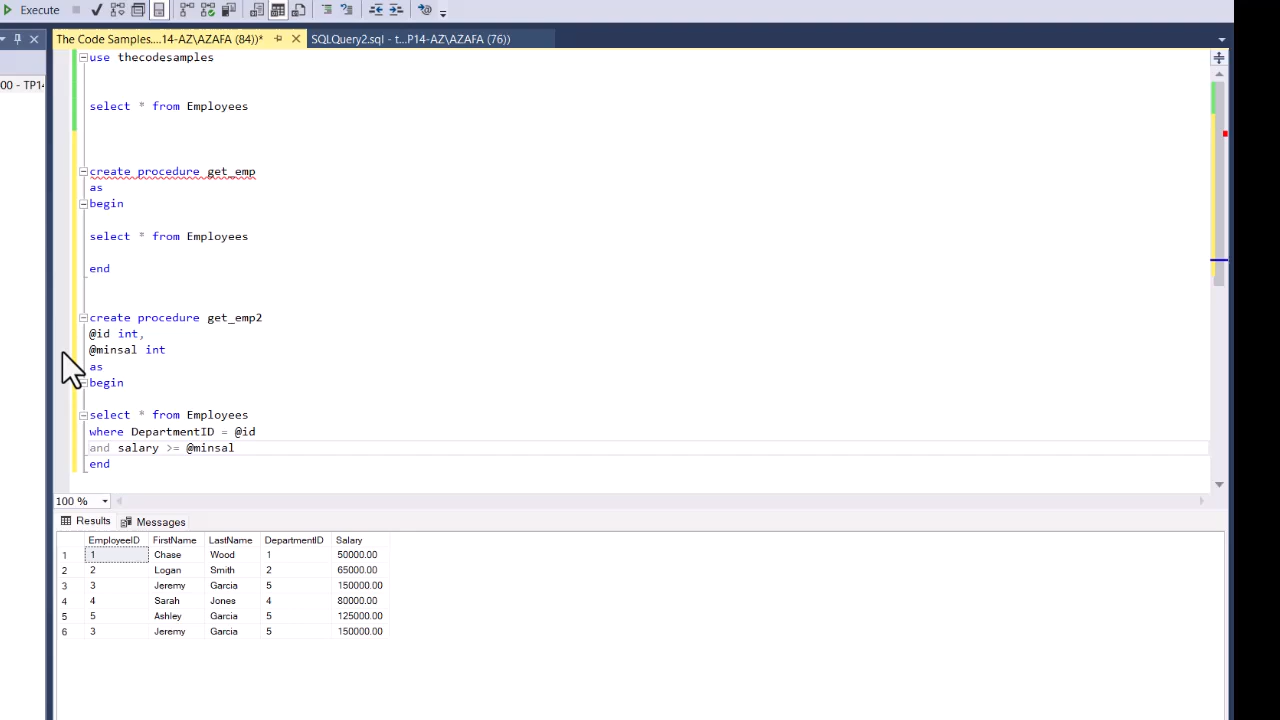 Execute
The Code Samples....14-AZ\AZAFA (84))*
SQLQuery2.sql - t...P14-AZ\AZAFA (76))
00 - TP14
use thecodesamples
select * from Employees
create procedure get_emp
as
begin
select * from Employees
end
create procedure get_emp2
@id int,
@minsal int
as
begin
select * from Employees
where DepartmentID = @id
and salary >= @minsal
end
100 %
Results Messages
EmployeeID FirstName LastName DepartmentID Salary
1 1 Chase Wood 1 50000.00
2 2 Logan Smith 2 65000.00
3 3 Jeremy Garcia 5 150000.00
4 4 Sarah Jones 4 80000.00
5 5 Ashley Garcia 5 125000.00
6 3 Jeremy Garcia 5 150000.00